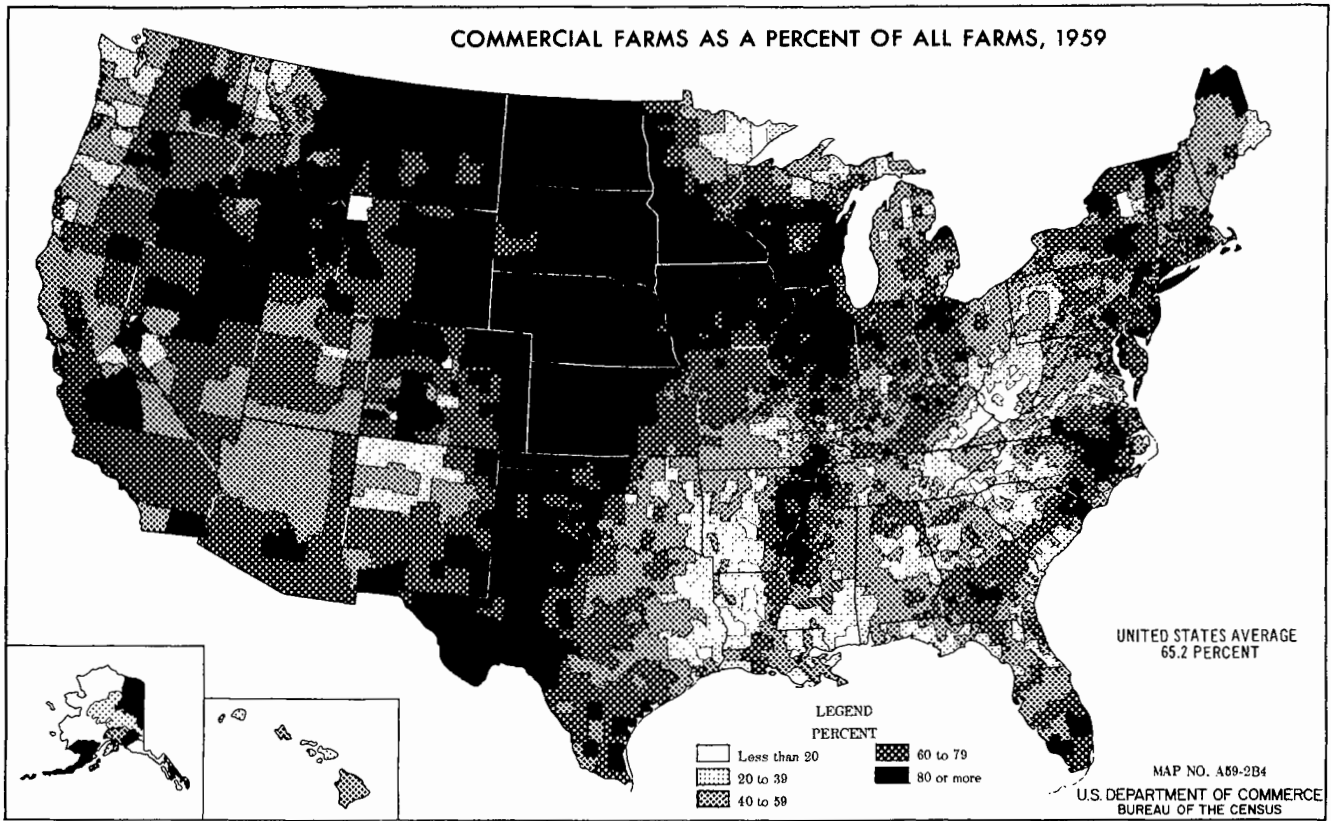 COMMERCIAL FARMS AS A PERCENT OF ALL FARMS, 1959
UNITED STATES AVERAGE
65.2 PERCENT
LEGEND
PERCENT
Less than 20
20 to 39
40 to 59
60 to 79
80 or more
MAP NO. A59-2B4
U.S. DEPARTMENT OF COMMERCE
BUREAU OF THE CENSUS